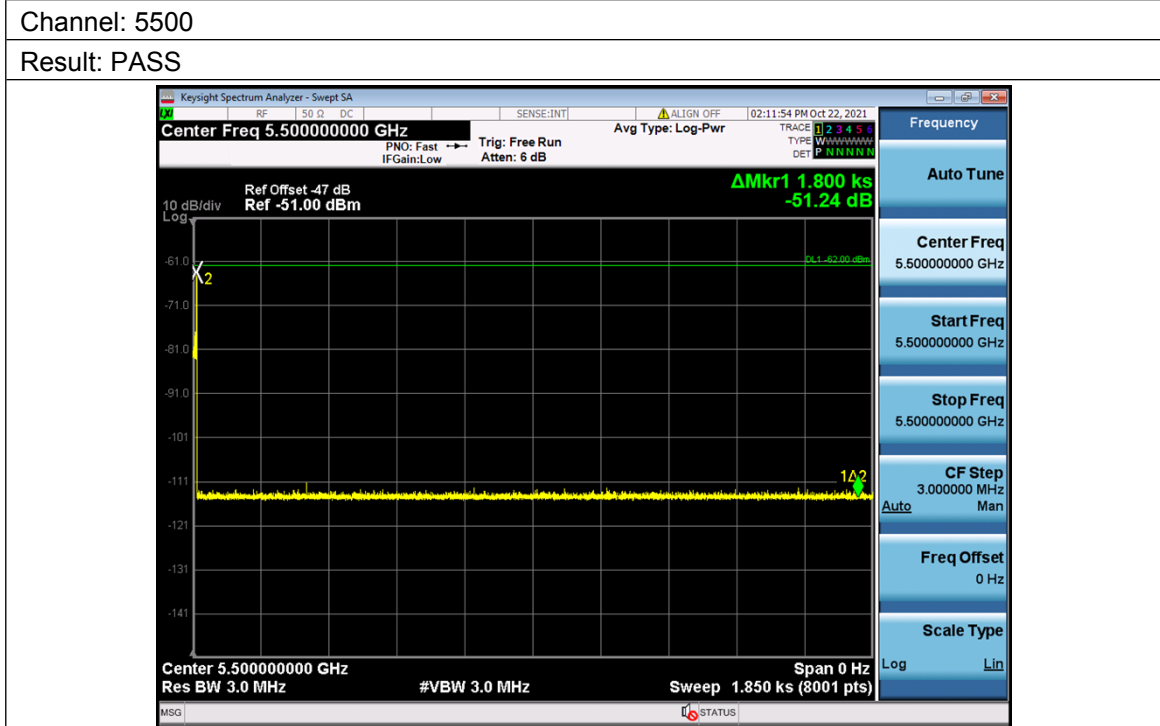 Channel: 5500
Result: PASS
Keysight Spectrum Analyzer - Swept SA
RF 50 Ω DC SENSE:INT ALIGN OFF 02:11:54 PM Oct 22, 2021
Center Freq 5.500000000 GHz
PNO: Fast
IFGain:Low
Trig: Free Run
Atten: 6 dB
Avg Type: Log-Pwr
TRACE 1 2 3 4 5 6
TYPE WWWWWW
DET P N N N N N
Ref Offset -47 dB
10 dB/div Ref -51.00 dBm
Log
ΔMkr1 1.800 ks
-51.24 dB
-61.0
DL1 -62.00 dBm
2
-71.0
-81.0
-91.0
-101
-111
1Δ2
-121
-131
-141
Center 5.500000000 GHz Span 0 Hz
Res BW 3.0 MHz #VBW 3.0 MHz Sweep 1.850 ks (8001 pts)
MSG STATUS
Frequency
Auto Tune
Center Freq
5.500000000 GHz
Start Freq
5.500000000 GHz
Stop Freq
5.500000000 GHz
CF Step
3.000000 MHz
Auto Man
Freq Offset
0 Hz
Scale Type
Log Lin